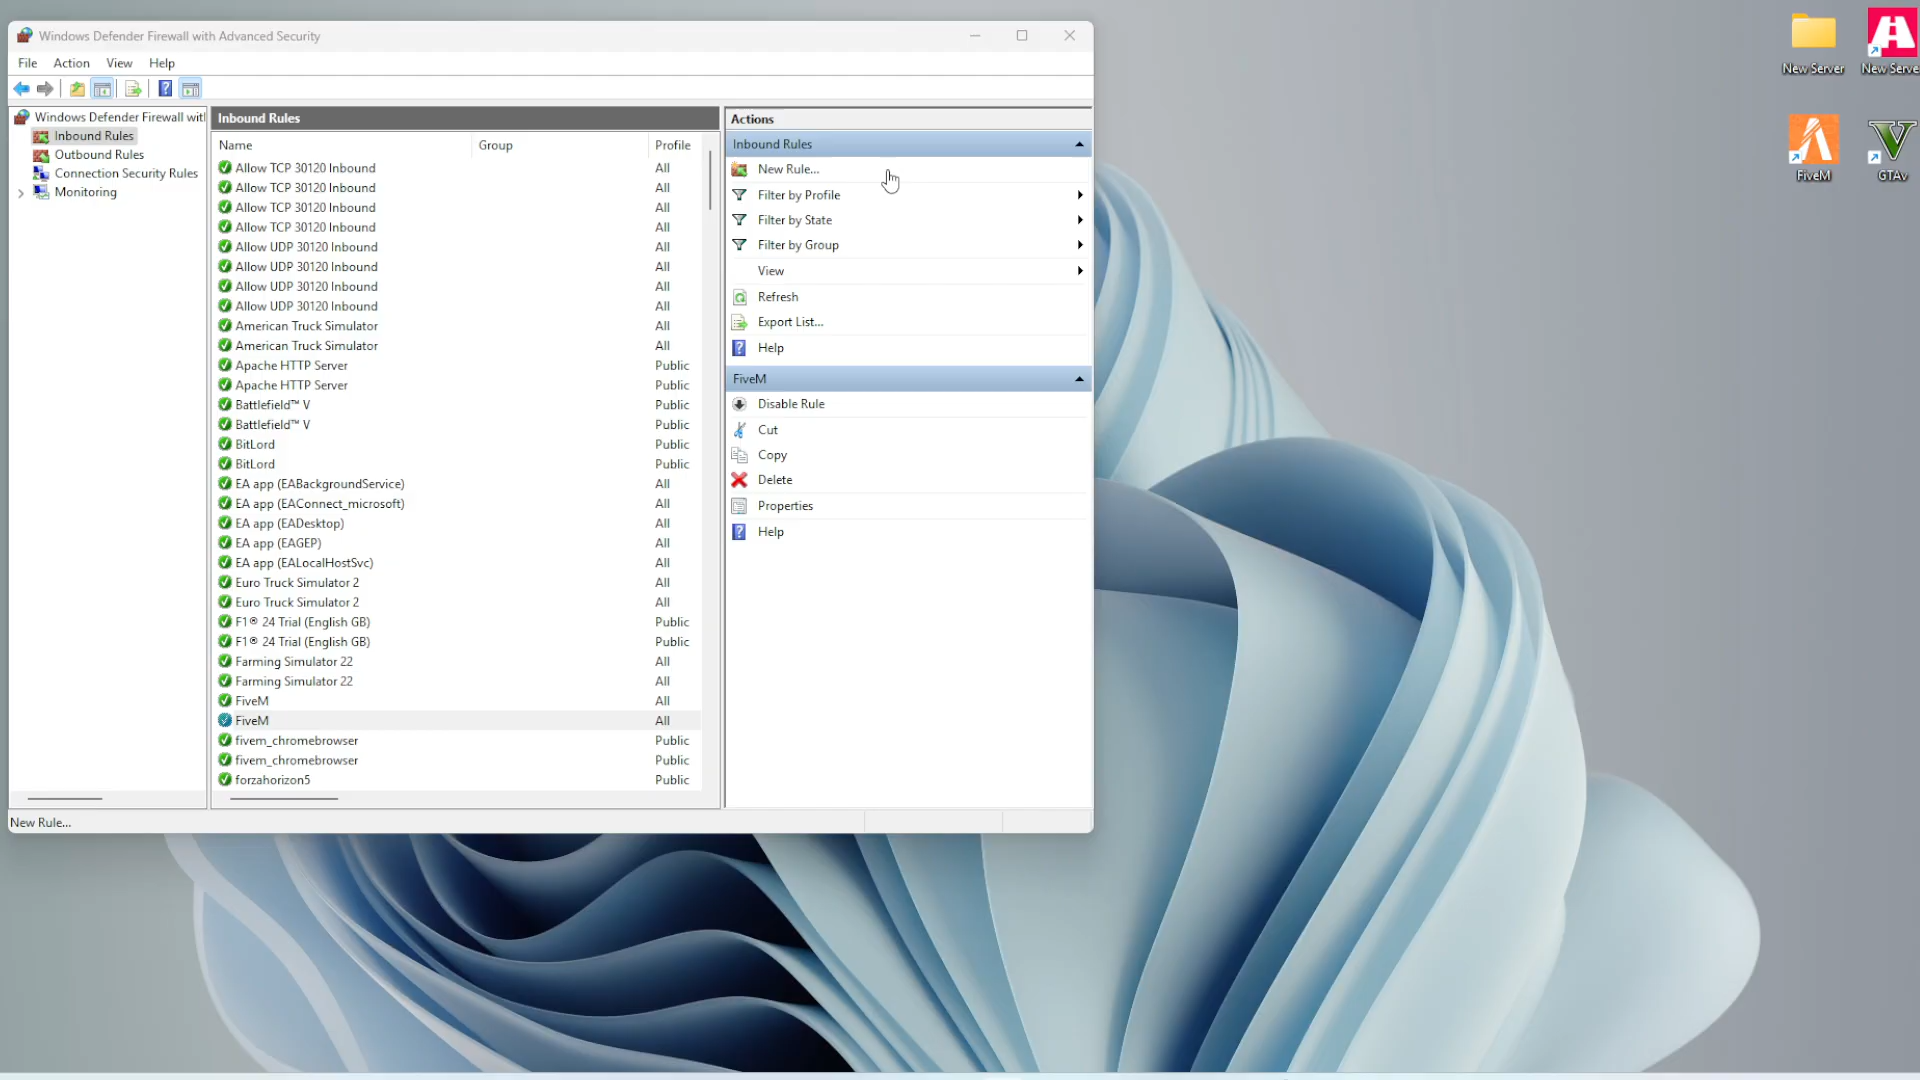 Windows Defender Firewall with Advanced Security
File Action View Help
Windows Defender Firewall witl
Inbound Rules
Outbound Rules
Connection Security Rules
Monitoring
Inbound Rules
Name Group Profile
Allow TCP 30120 Inbound All
Allow TCP 30120 Inbound All
Allow TCP 30120 Inbound All
Allow TCP 30120 Inbound All
Allow UDP 30120 Inbound All
Allow UDP 30120 Inbound All
Allow UDP 30120 Inbound All
Allow UDP 30120 Inbound All
American Truck Simulator All
American Truck Simulator All
Apache HTTP Server Public
Apache HTTP Server Public
Battlefield™ V Public
Battlefield™ V Public
BitLord Public
BitLord Public
EA app (EABackgroundService) All
EA app (EAConnect_microsoft) All
EA app (EADesktop) All
EA app (EAGEP) All
EA app (EALocalHostSvc) All
Euro Truck Simulator 2 All
Euro Truck Simulator 2 All
F1® 24 Trial (English GB) Public
F1® 24 Trial (English GB) Public
Farming Simulator 22 All
Farming Simulator 22 All
FiveM All
FiveM All
fivem_chromebrowser Public
fivem_chromebrowser Public
forzahorizon5 Public
Actions
Inbound Rules
New Rule...
Filter by Profile
Filter by State
Filter by Group
View
Refresh
Export List...
Help
FiveM
Disable Rule
Cut
Copy
Delete
Properties
Help
New Rule...
New Server
New Serve
FiveM
GTAv